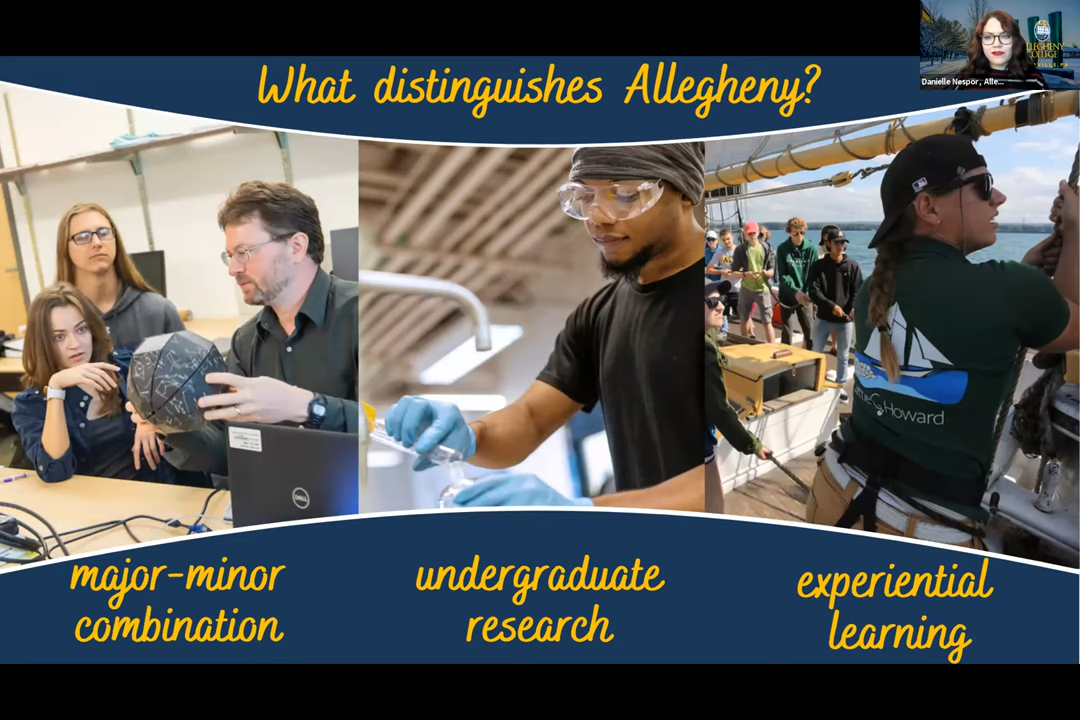 What distinguishes Allegheny?
Danielle Nespor, Alle...
major-minor
combination
undergraduate
research
experiential
learning
Howard
DELL